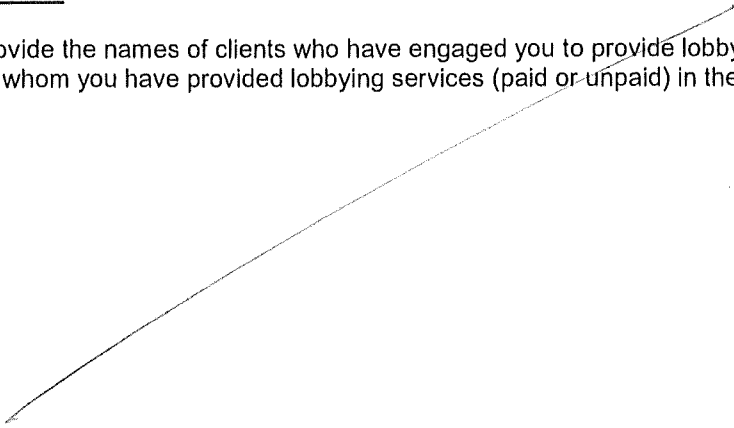 ovide the names of clients who have engaged you to provide lobby
whom you have provided lobbying services (paid or unpaid) in the